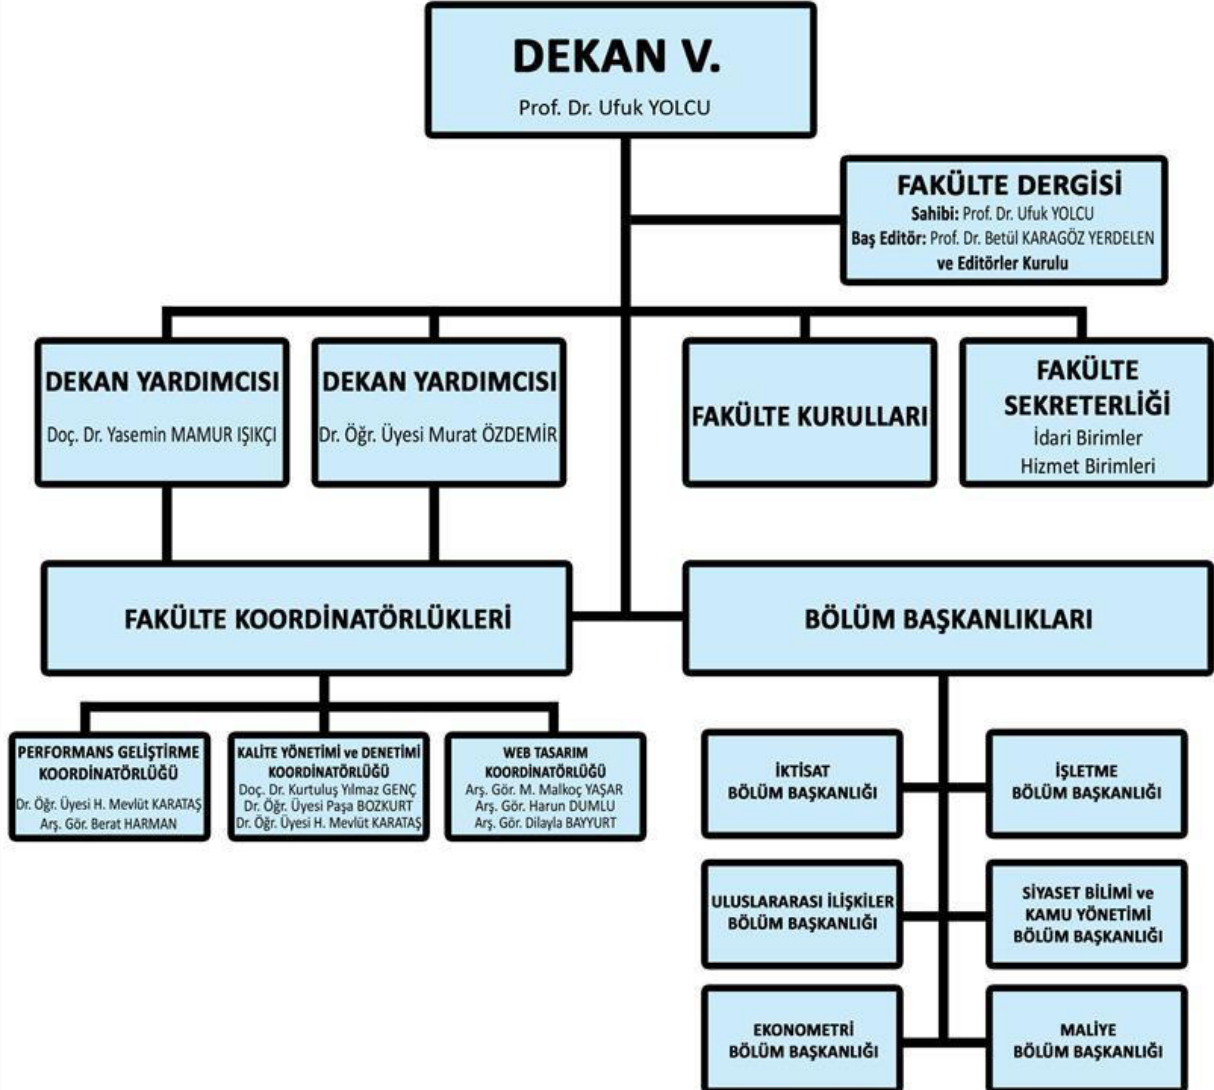 DEKAN V.
Prof. Dr. Ufuk YOLCU
FAKÜLTE DERGİSİ
Sahibi: Prof. Dr. Ufuk YOLCU
Baş Editör: Prof. Dr. Betül KARAGÖZ YERDELEN
ve Editörler Kurulu
DEKAN YARDIMCISI
Doç. Dr. Yasemin MAMUR IŞIKÇI
DEKAN YARDIMCISI
Dr. Öğr. Üyesi Murat ÖZDEMİR
FAKÜLTE KURULLARI
FAKÜLTE
SEKRETERLİĞİ
İdari Birimler
Hizmet Birimleri
FAKÜLTE KOORDİNATÖRLÜKLERİ
BÖLÜM BAŞKANLIKLARI
PERFORMANS GELİŞTİRME
KOORDİNATÖRLÜĞÜ
Dr. Öğr. Üyesi H. Mevlüt KARATAŞ
Arş. Gör. Berat HARMAN
KALİTE YÖNETİMİ ve DENETİMİ
KOORDİNATÖRLÜĞÜ
Doç. Dr. Kurtuluş Yılmaz GENÇ
Dr. Öğr. Üyesi Paşa BOZKURT
Dr. Öğr. Üyesi H. Mevlüt KARATAŞ
WEB TASARIM
KOORDİNATÖRLÜĞÜ
Arş. Gör. M. Malkoç YAŞAR
Arş. Gör. Harun DUMLU
Arş. Gör. Dilayla BAYYURT
İKTİSAT
BÖLÜM BAŞKANLIĞI
İŞLETME
BÖLÜM BAŞKANLIĞI
ULUSLARARASI İLİŞKİLER
BÖLÜM BAŞKANLIĞI
SİYASET BİLİMİ ve
KAMU YÖNETİMİ
BÖLÜM BAŞKANLIĞI
EKONOMETRİ
BÖLÜM BAŞKANLIĞI
MALİYE
BÖLÜM BAŞKANLIĞI